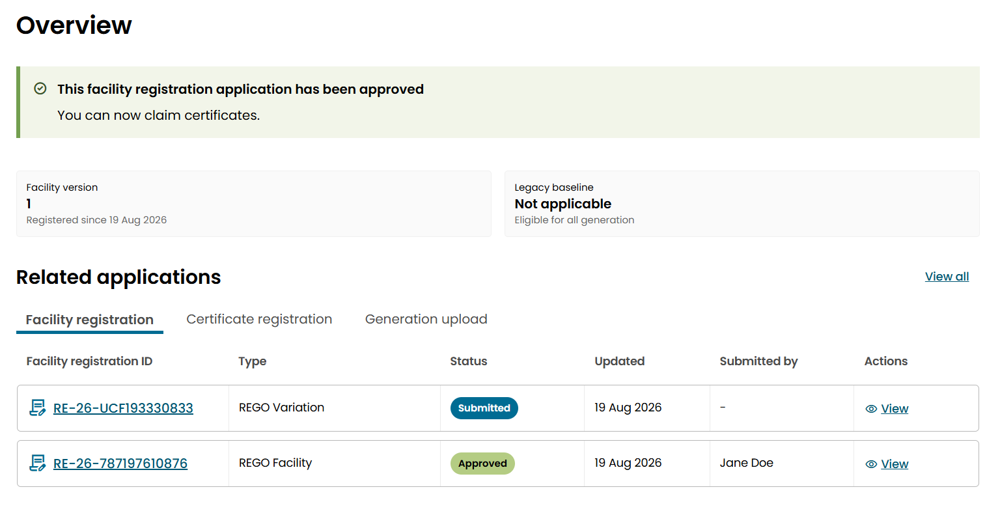 Overview
This facility registration application has been approved
You can now claim certificates.
Facility version
1
Registered since 19 Aug 2026
Legacy baseline
Not applicable
Eligible for all generation
Related applications
View all
Facility registration Certificate registration Generation upload
Facility registration ID Type Status Updated Submitted by Actions
RE-26-UCF193330833 REGO Variation Submitted 19 Aug 2026 - View
RE-26-787197610876 REGO Facility Approved 19 Aug 2026 Jane Doe View